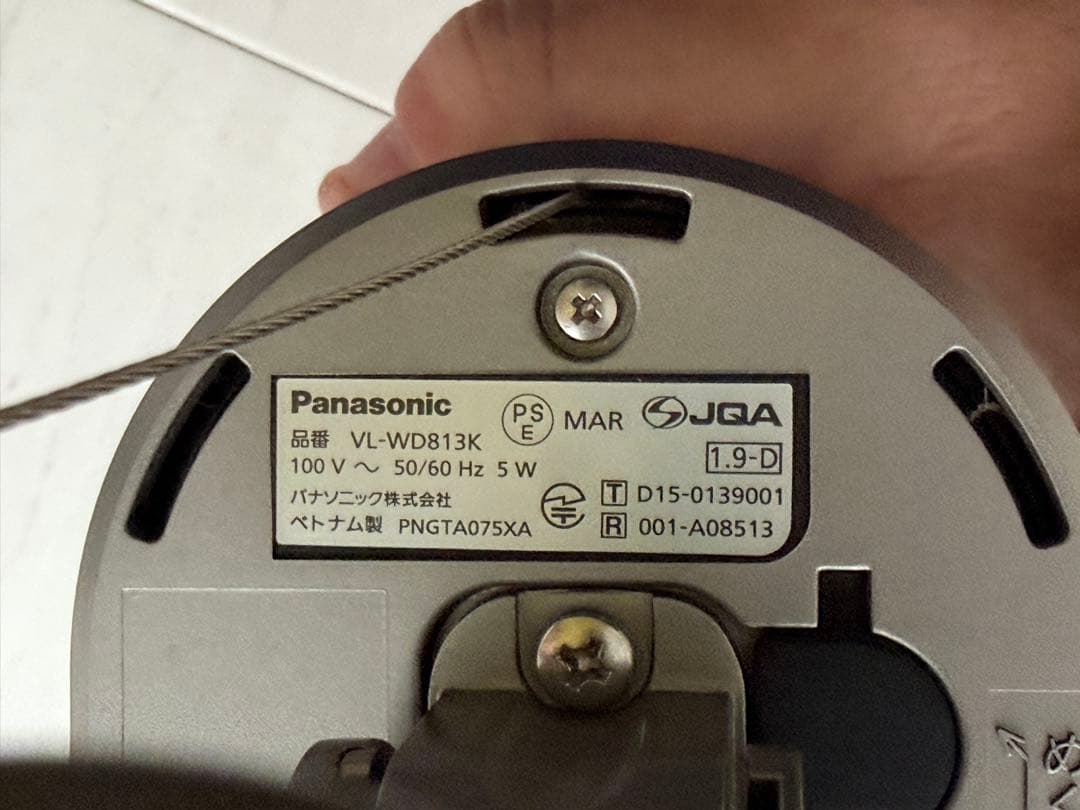 Panasonic
PS
E
MAR
JQA
品番 VL-WD813K
1.9-D
100 V ～ 50/60 Hz 5 W
パナソニック株式会社
T D15-0139001
ベトナム製 PNGTA075XA
R 001-A08513